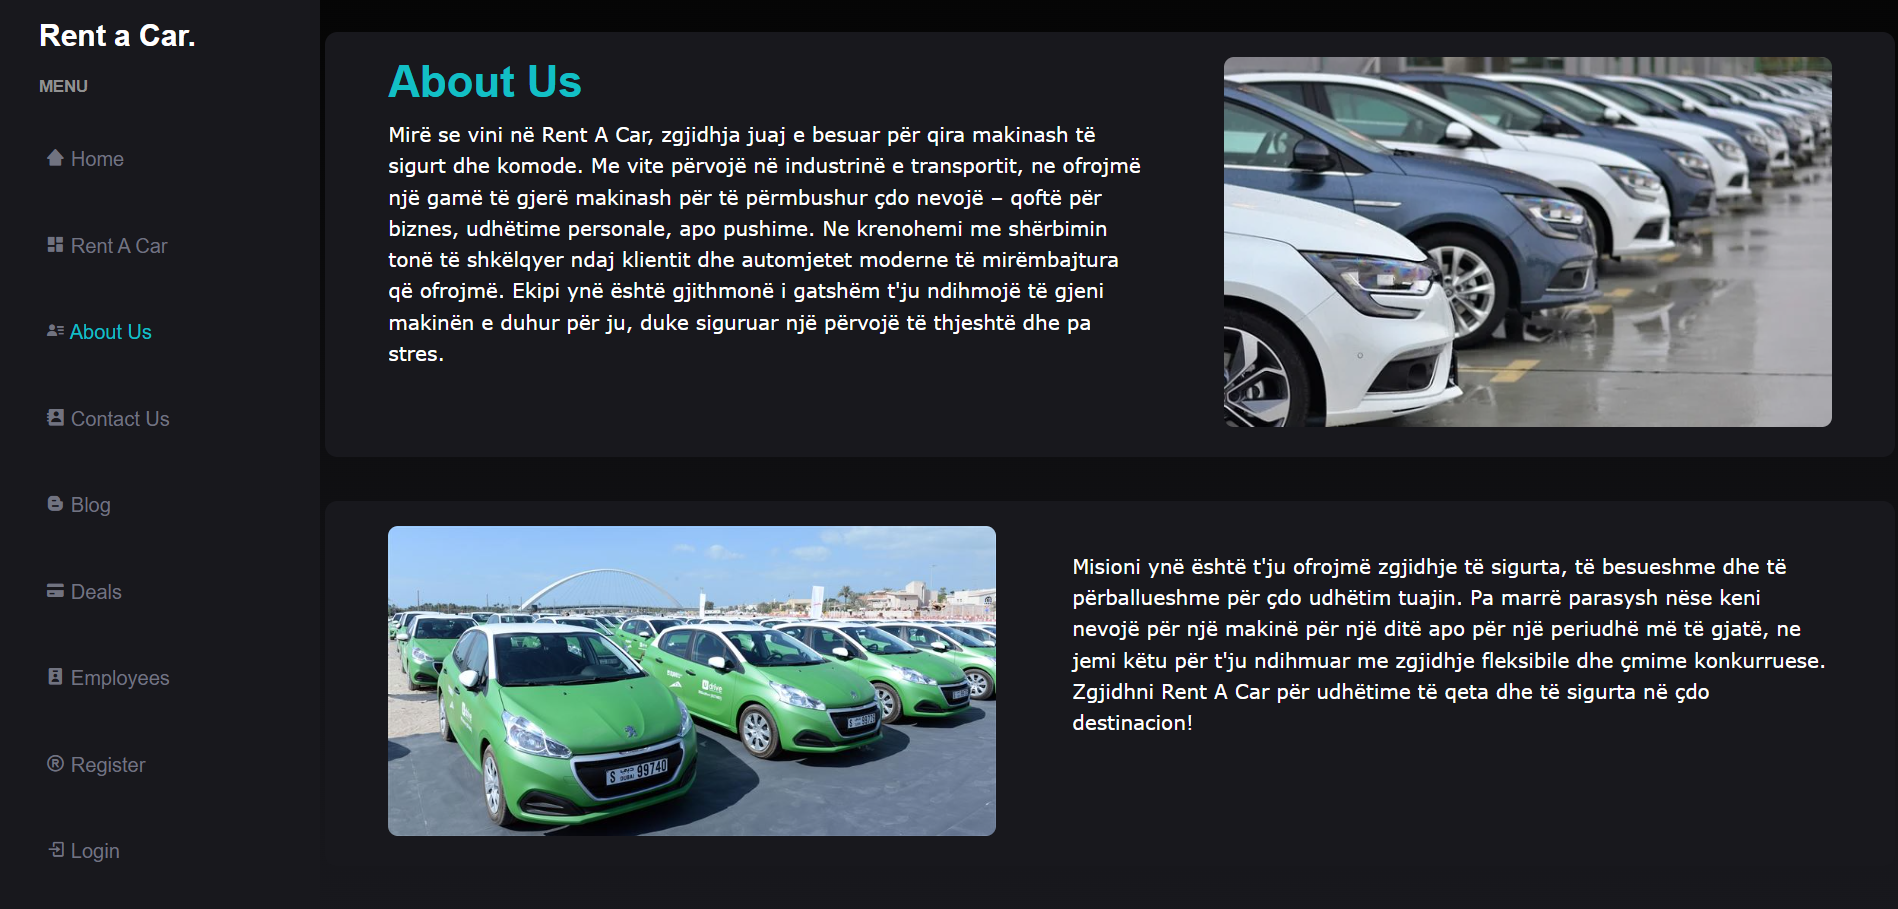 Rent a Car.
MENU
Home
Rent A Car
About Us
Contact Us
Blog
Deals
Employees
Register
Login
About Us
Mirë se vini në Rent A Car, zgjidhja juaj e besuar për qira makinash të
sigurt dhe komode. Me vite përvojë në industrinë e transportit, ne ofrojmë
një gamë të gjerë makinash për të përmbushur çdo nevojë – qoftë për
biznes, udhëtime personale, apo pushime. Ne krenohemi me shërbimin
tonë të shkëlqyer ndaj klientit dhe automjetet moderne të mirëmbajtura
që ofrojmë. Ekipi ynë është gjithmonë i gatshëm t'ju ndihmojë të gjeni
makinën e duhur për ju, duke siguruar një përvojë të thjeshtë dhe pa
stres.
drive
S DUBAI 99740
Misioni ynë është t'ju ofrojmë zgjidhje të sigurta, të besueshme dhe të
përballueshme për çdo udhëtim tuajin. Pa marrë parasysh nëse keni
nevojë për një makinë për një ditë apo për një periudhë më të gjatë, ne
jemi këtu për t'ju ndihmuar me zgjidhje fleksibile dhe çmime konkurruese.
Zgjidhni Rent A Car për udhëtime të qeta dhe të sigurta në çdo
destinacion!